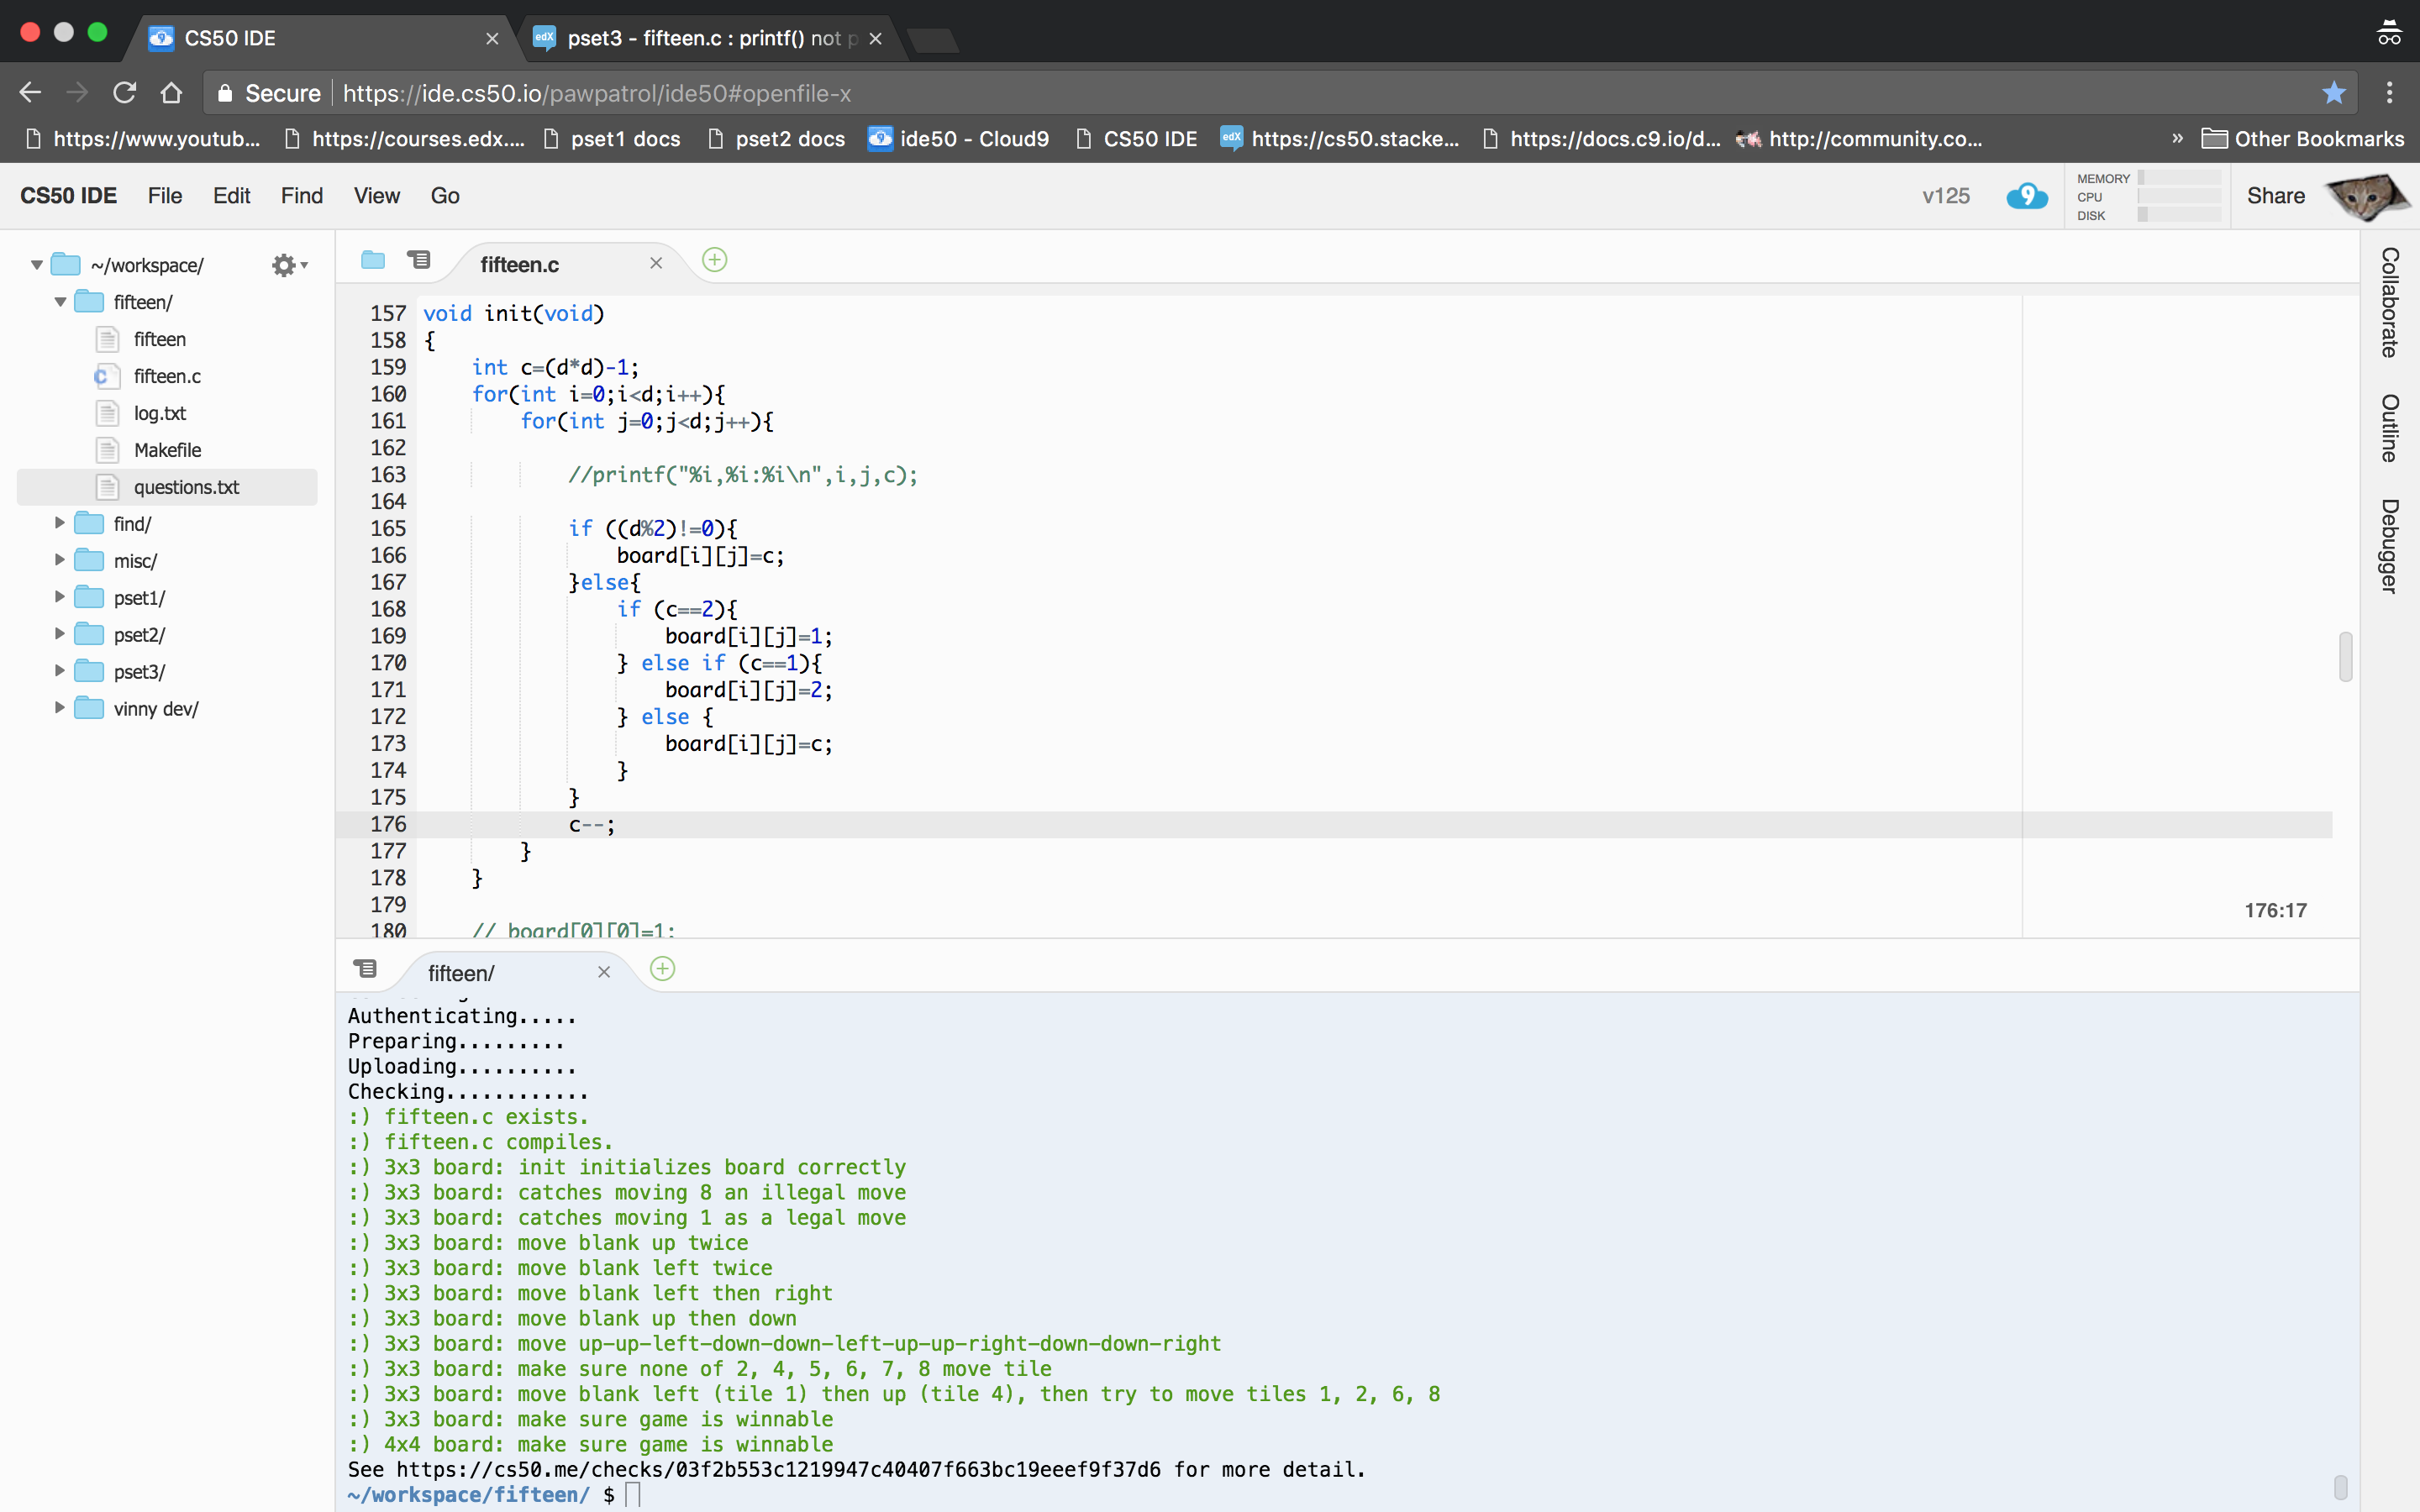 CS50 IDE
pset3 - fifteen.c : printf() not p
Secure https://ide.cs50.io/pawpatrol/ide50#openfile-x
https://www.youtub... https://courses.edx.... pset1 docs pset2 docs ide50 - Cloud9 CS50 IDE https://cs50.stacke... https://docs.c9.io/d... http://community.co... » Other Bookmarks
CS50 IDE File Edit Find View Go v125 9 MEMORY CPU DISK Share
~/workspace/
fifteen/
fifteen
fifteen.c
log.txt
Makefile
questions.txt
find/
misc/
pset1/
pset2/
pset3/
vinny dev/
fifteen.c
157 void init(void)
158 {
159 int c=(d*d)-1;
160 for(int i=0;i<d;i++){
161 for(int j=0;j<d;j++){
162
163 //printf("%i,%i:%i\n",i,j,c);
164
165 if ((d%2)!=0){
166 board[i][j]=c;
167 }else{
168 if (c==2){
169 board[i][j]=1;
170 } else if (c==1){
171 board[i][j]=2;
172 } else {
173 board[i][j]=c;
174 }
175 }
176 c--;
177 }
178 }
179
180 // board[0][0]=1;
176:17
Collaborate
Outline
Debugger
fifteen/
Authenticating.....
Preparing.........
Uploading..........
Checking............
:) fifteen.c exists.
:) fifteen.c compiles.
:) 3x3 board: init initializes board correctly
:) 3x3 board: catches moving 8 an illegal move
:) 3x3 board: catches moving 1 as a legal move
:) 3x3 board: move blank up twice
:) 3x3 board: move blank left twice
:) 3x3 board: move blank left then right
:) 3x3 board: move blank up then down
:) 3x3 board: move up-up-left-down-down-left-up-up-right-down-down-right
:) 3x3 board: make sure none of 2, 4, 5, 6, 7, 8 move tile
:) 3x3 board: move blank left (tile 1) then up (tile 4), then try to move tiles 1, 2, 6, 8
:) 3x3 board: make sure game is winnable
:) 4x4 board: make sure game is winnable
See https://cs50.me/checks/03f2b553c1219947c40407f663bc19eeef9f37d6 for more detail.
~/workspace/fifteen/ $